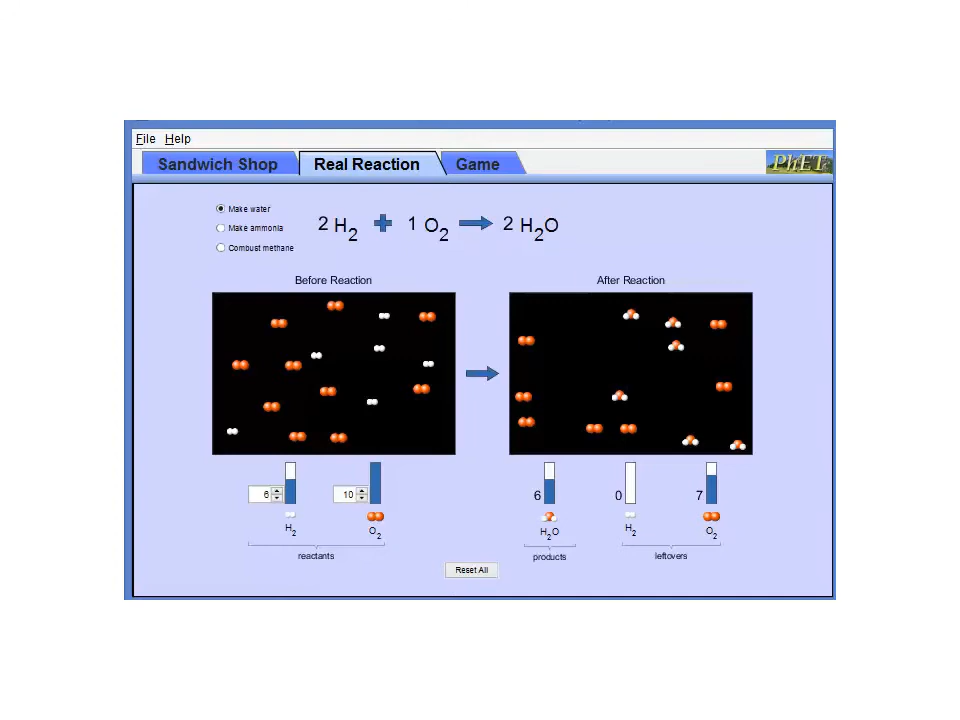 File Help
Sandwich Shop Real Reaction Game PhET
Make water
Make ammonia
Combust methane
2 H2 + 1 O2 → 2 H2O
Before Reaction After Reaction
6 10 6 0 7
H2 O2 H2O H2 O2
reactants products leftovers
Reset All